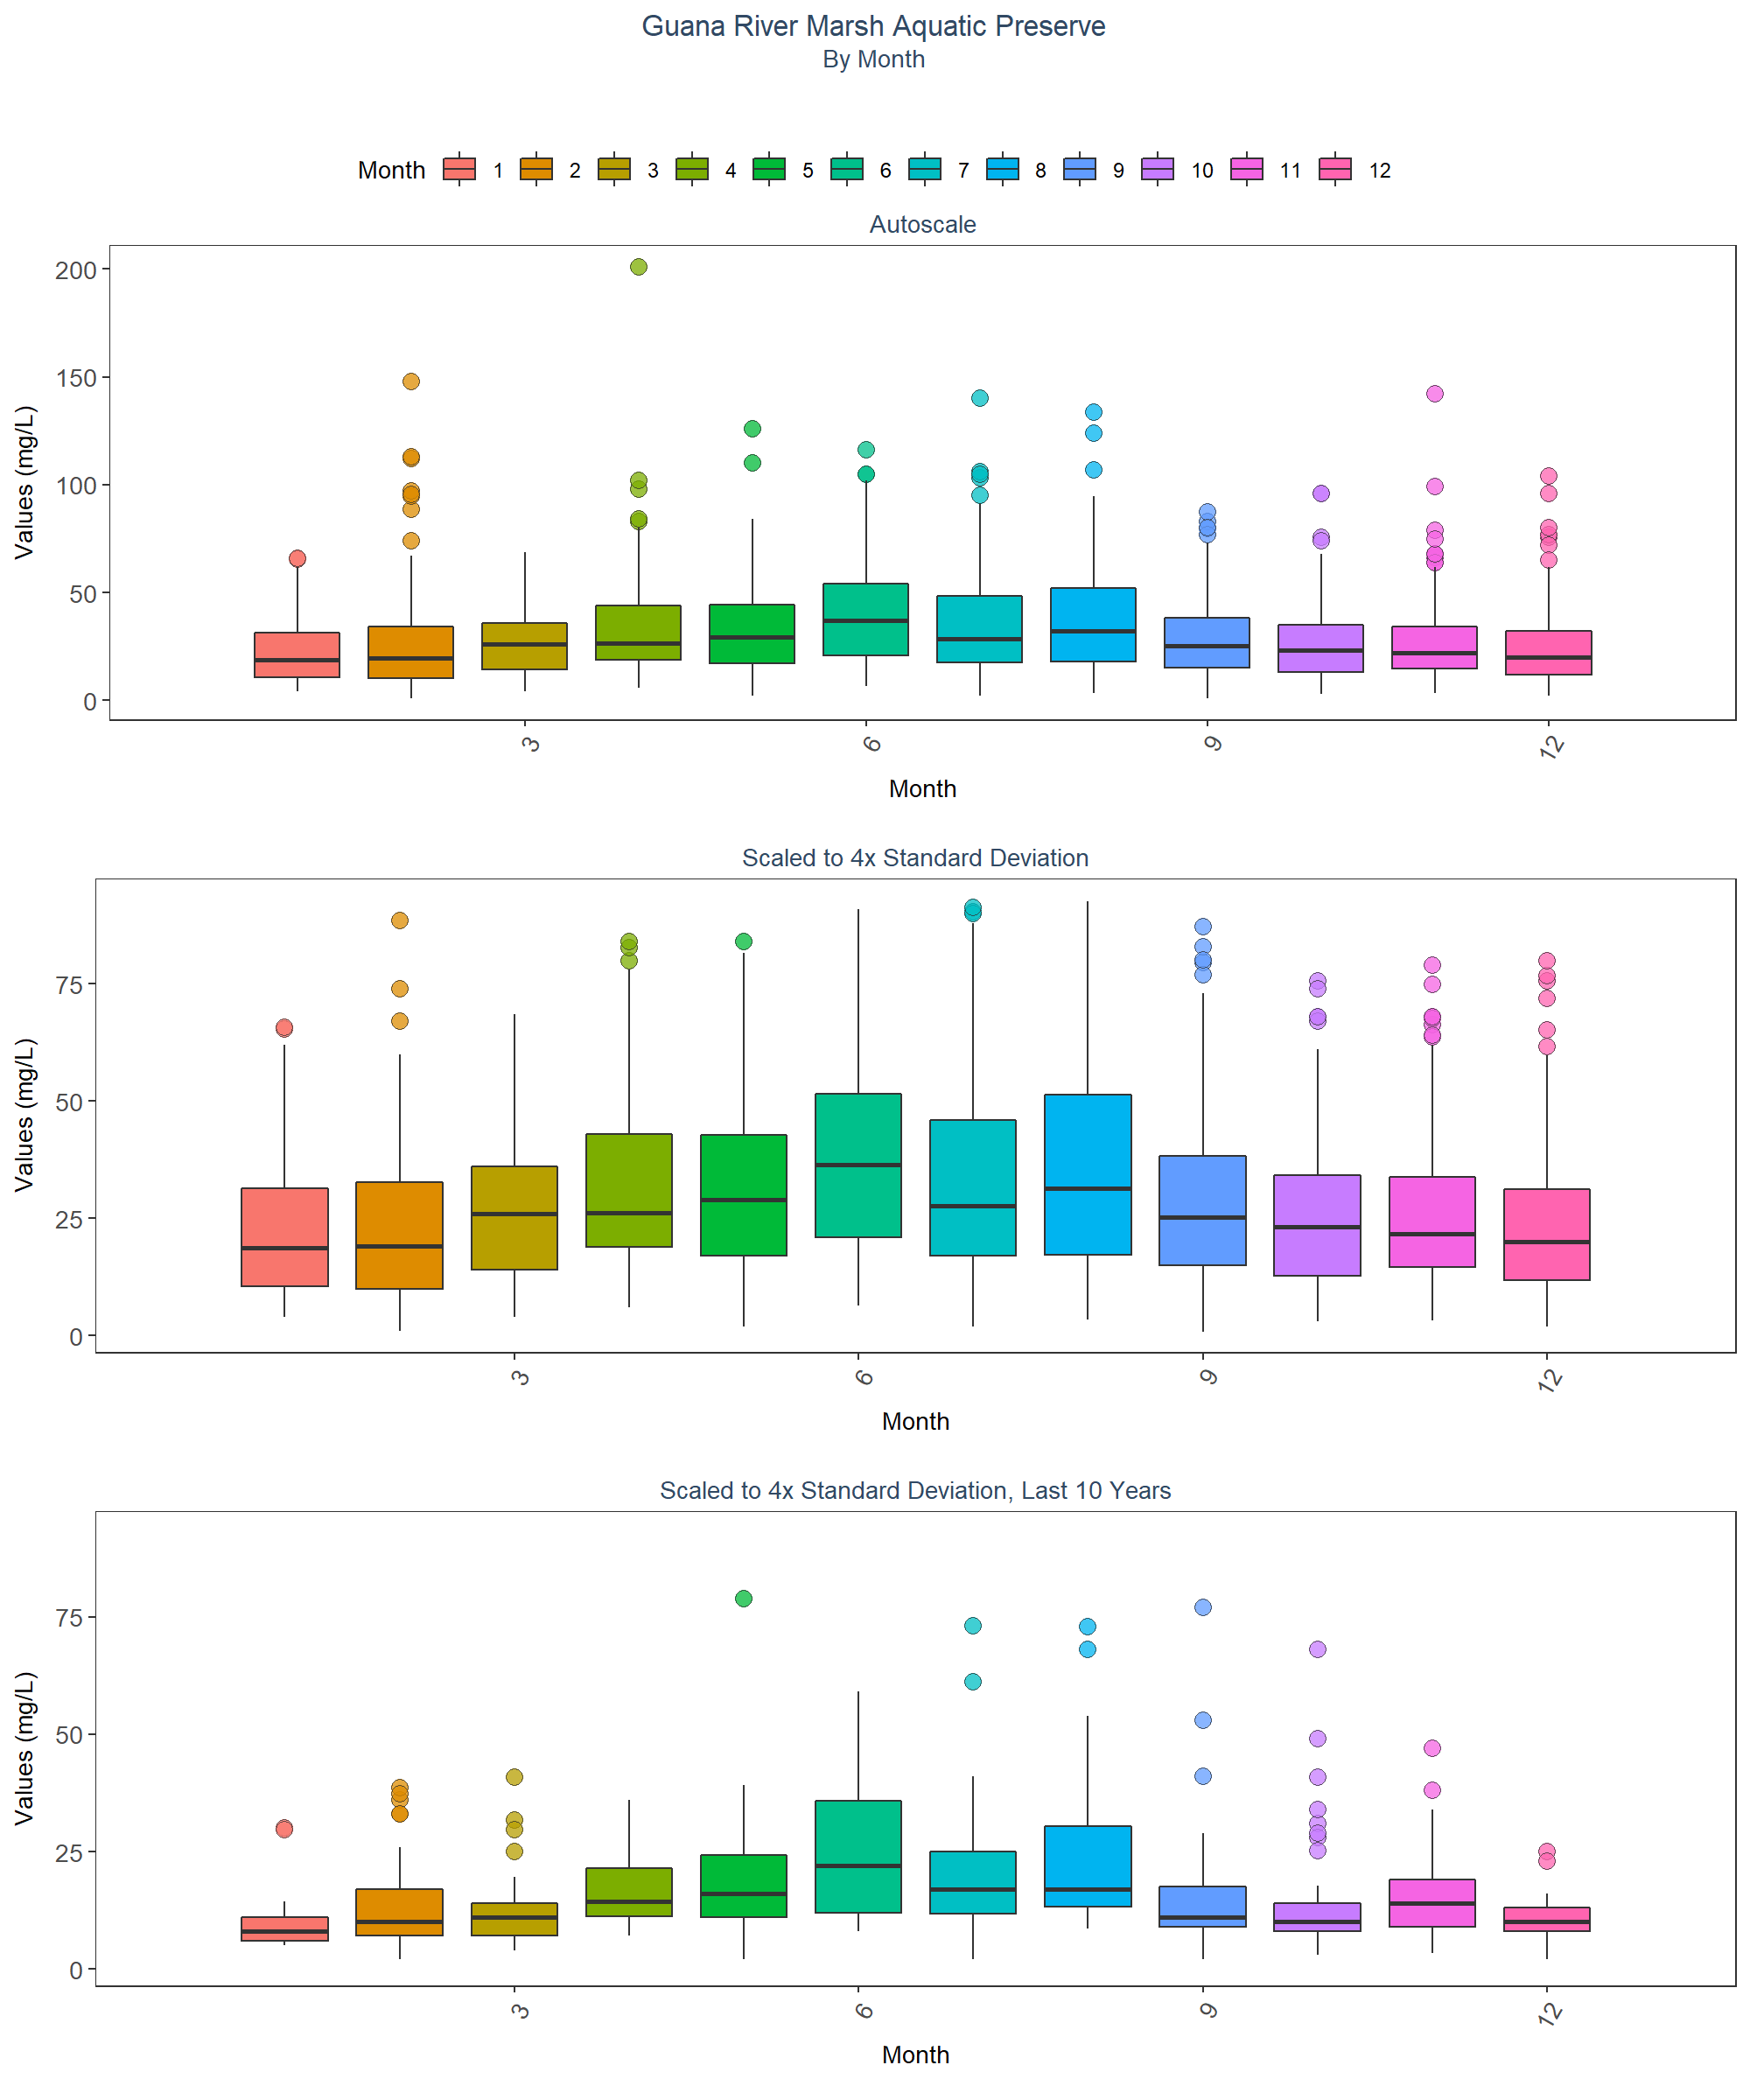 Guana River Marsh Aquatic Preserve
By Month
Month 1 2 3 4 5 6 7 8 9 10 11 12
Autoscale
Values (mg/L)
200
150
100
50
0
3 6 9 12
Month
Scaled to 4x Standard Deviation
Values (mg/L)
75
50
25
0
3 6 9 12
Month
Scaled to 4x Standard Deviation, Last 10 Years
Values (mg/L)
75
50
25
0
3 6 9 12
Month